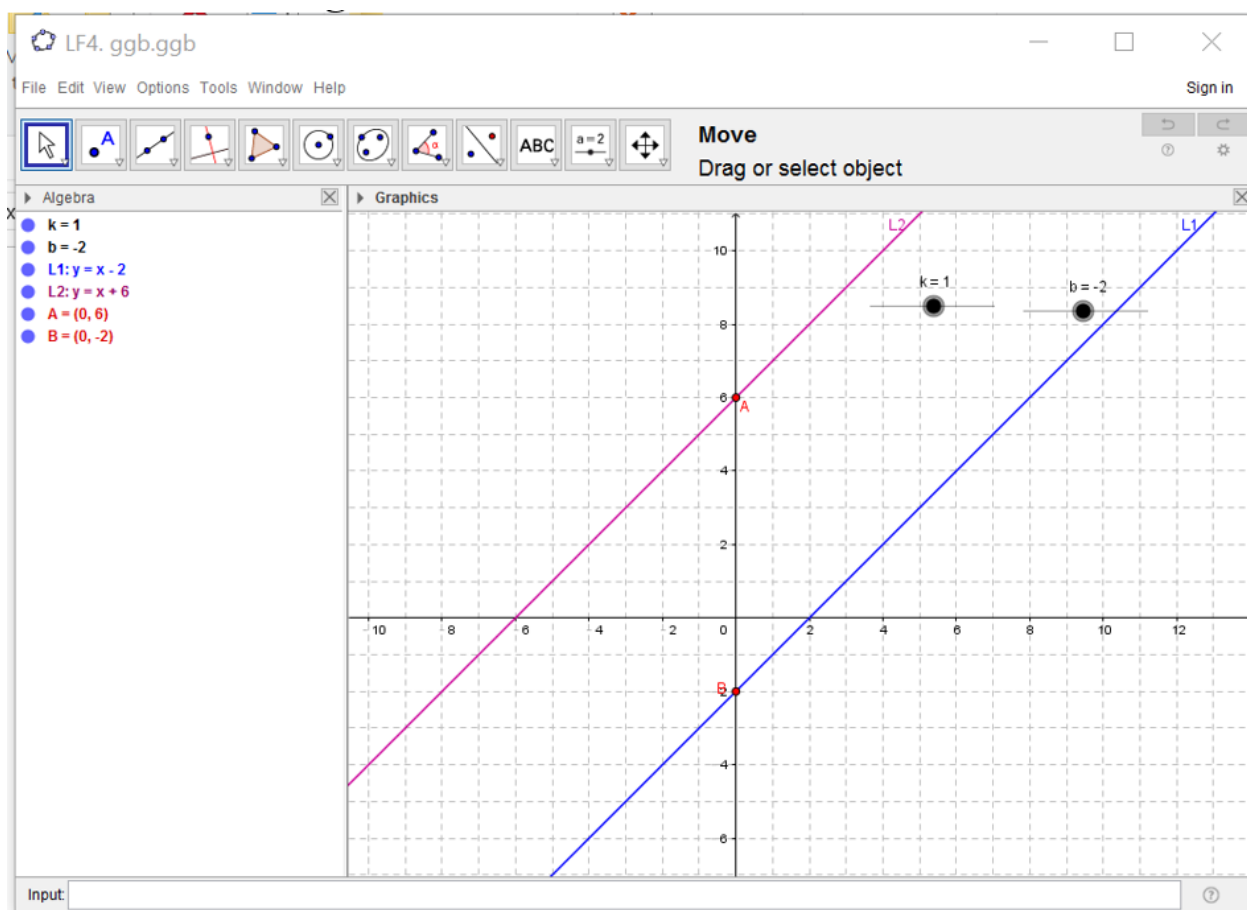 LF4. ggb.ggb
File Edit View Options Tools Window Help
Sign in
A
α
ABC
a=2
Move
Drag or select object
Algebra
Graphics
k = 1
b = -2
L1: y = x - 2
L2: y = x + 6
A = (0, 6)
B = (0, -2)
L2
L1
k = 1
b = -2
10
8
6
A
4
2
-10 -8 -6 -4 -2 0 2 4 6 8 10 12
B
-2
-4
-6
Input: